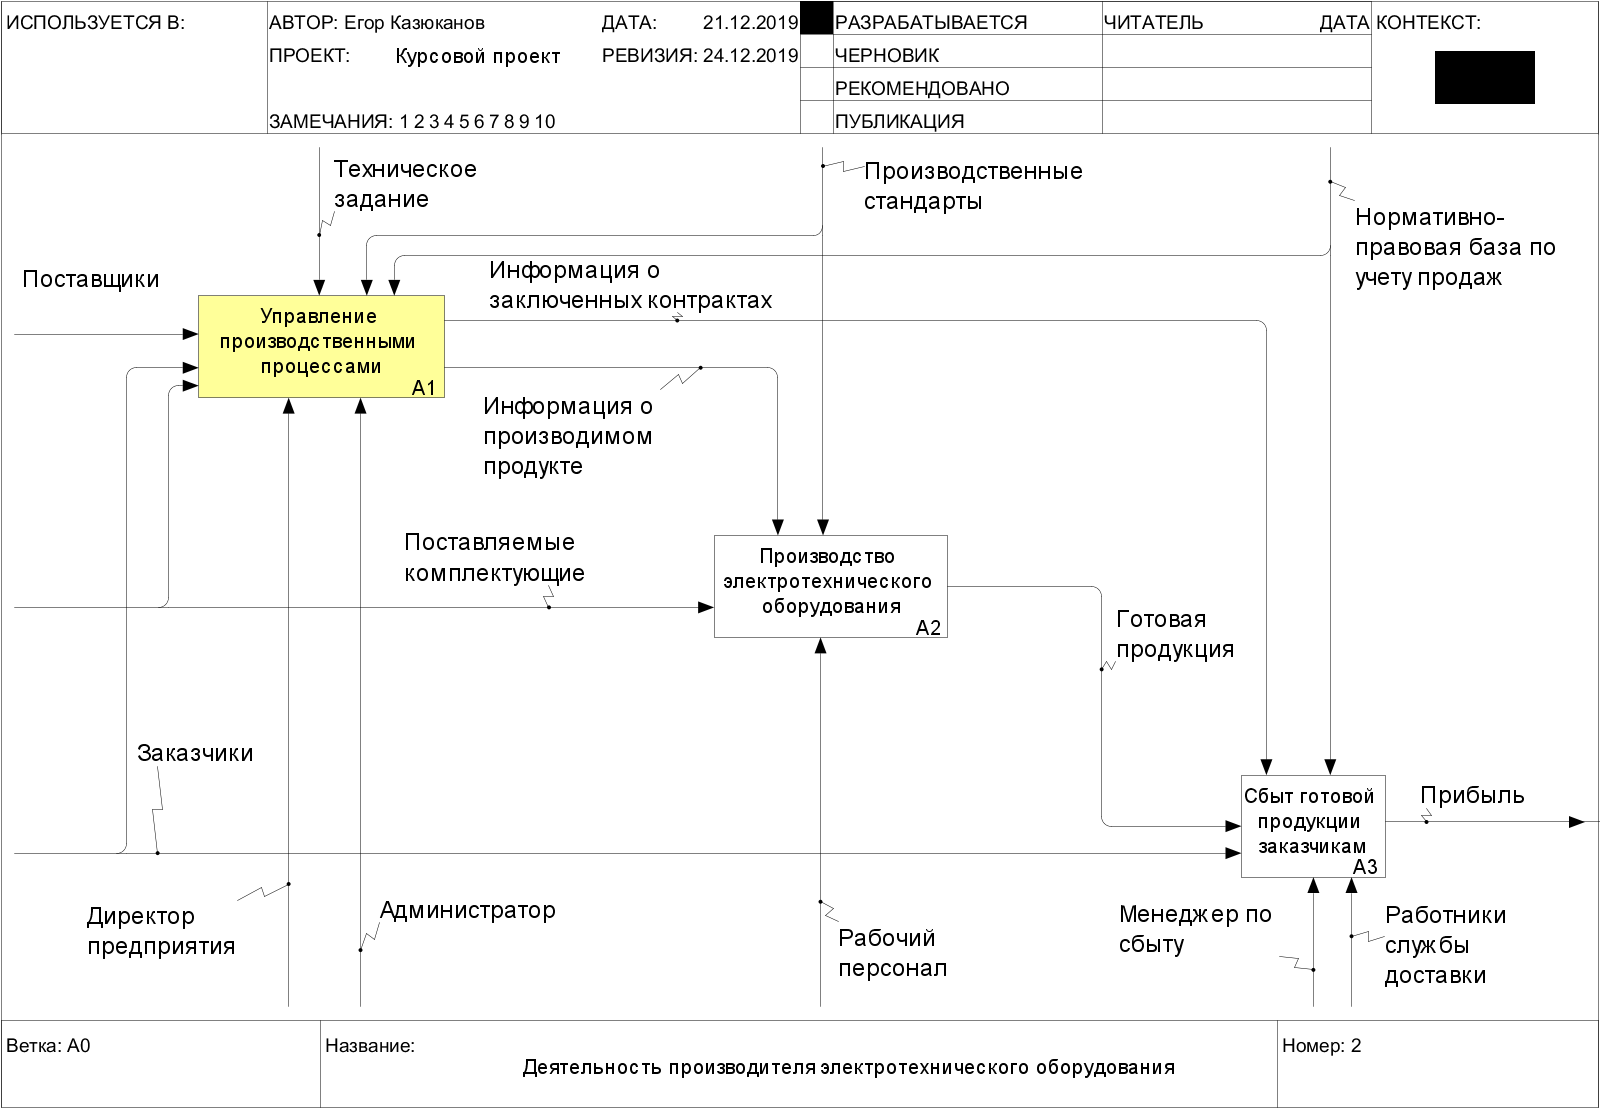 ИСПОЛЬЗУЕТСЯ В:
АВТОР: Егор Казюканов
ДАТА: 21.12.2019
ПРОЕКТ: Курсовой проект
РЕВИЗИЯ: 24.12.2019
ЗАМЕЧАНИЯ: 1 2 3 4 5 6 7 8 9 10
РАЗРАБАТЫВАЕТСЯ
ЧЕРНОВИК
РЕКОМЕНДОВАНО
ПУБЛИКАЦИЯ
ЧИТАТЕЛЬ
ДАТА
КОНТЕКСТ:
Техническое
задание
Производственные
стандарты
Нормативно-
правовая база по
учету продаж
Поставщики
Информация о
заключенных контрактах
Управление
производственными
процессами
A1
Информация о
производимом
продукте
Поставляемые
комплектующие
Производство
электротехнического
оборудования
A2
Готовая
продукция
Заказчики
Сбыт готовой
продукции
заказчикам
A3
Прибыль
Директор
предприятия
Администратор
Рабочий
персонал
Менеджер по
сбыту
Работники
службы
доставки
Ветка: A0
Название:
Деятельность производителя электротехнического оборудования
Номер: 2